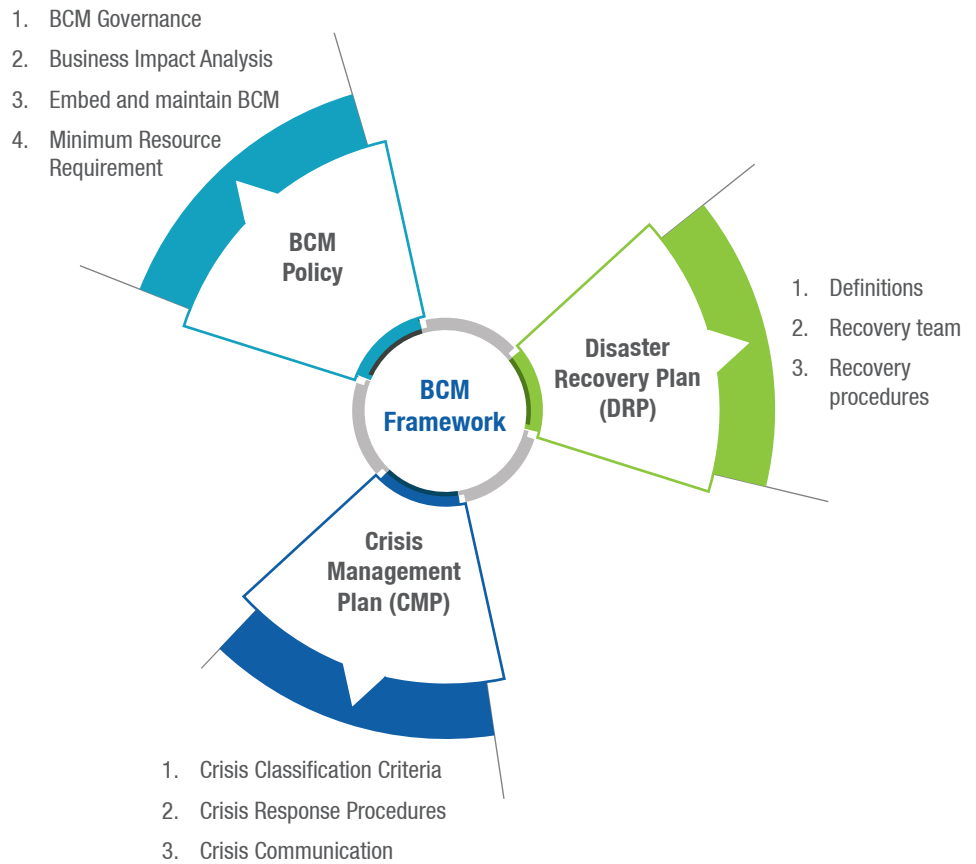 1. BCM Governance
2. Business Impact Analysis
3. Embed and maintain BCM
4. Minimum Resource
Requirement
BCM
Policy
Disaster
Recovery Plan
(DRP)
1. Definitions
2. Recovery team
3. Recovery
procedures
BCM
Framework
Crisis
Management
Plan (CMP)
1. Crisis Classification Criteria
2. Crisis Response Procedures
3. Crisis Communication